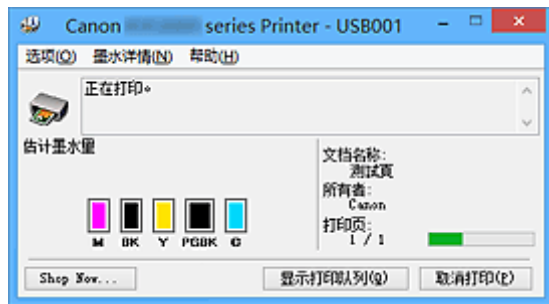 Canon series Printer - USB001
选项(O) 墨水详情(N) 帮助(H)
正在打印。
估计墨水量
文档名称:
测试页
所有者:
Canon
打印页:
1 / 1
M BK Y PGBK C
Shop Now... 显示打印队列(Q) 取消打印(P)